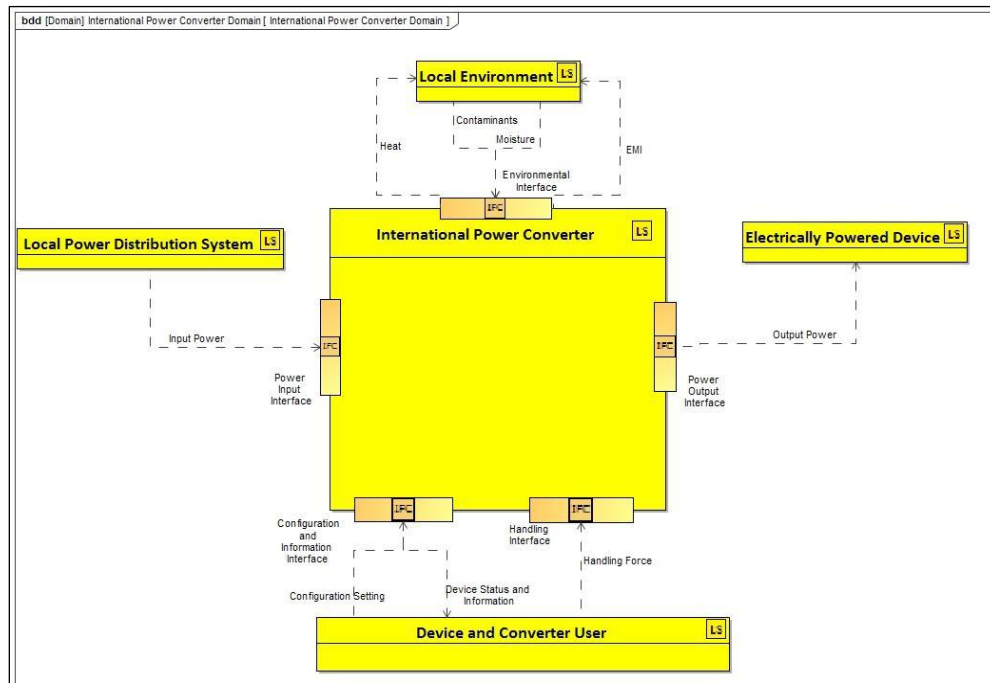 bdd [Domain] International Power Converter Domain [ International Power Converter Domain ]
Local Environment
LS
Contaminants
Moisture
Heat
EMI
Environmental
Interface
IFC
Local Power Distribution System
LS
International Power Converter
LS
Electrically Powered Device
LS
Input Power
IFC
Power
Input
Interface
IFC
Output Power
Power
Output
Interface
IFC
IFC
Configuration
and
Information
Interface
Handling
Interface
Handling Force
Configuration Setting
Device Status and
Information
Device and Converter User
LS